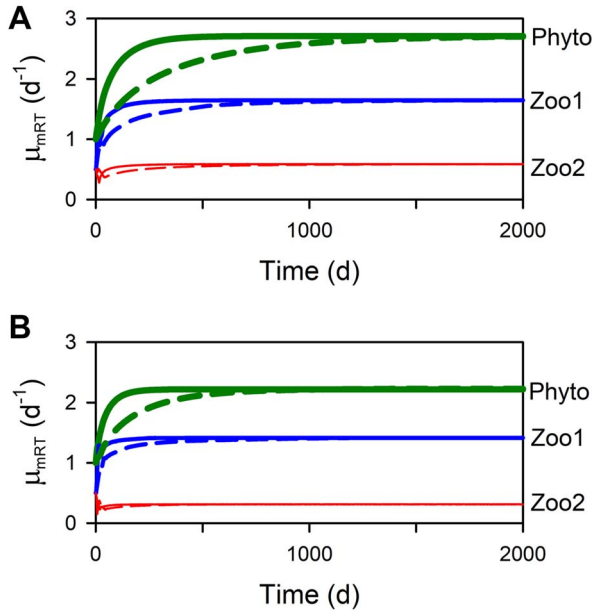 A
3
Phyto
2
Zoo1
1
Zoo2
0
μmRT (d⁻¹)
0 1000 2000
Time (d)
B
3
Phyto
2
Zoo1
1
Zoo2
0
μmRT (d⁻¹)
0 1000 2000
Time (d)